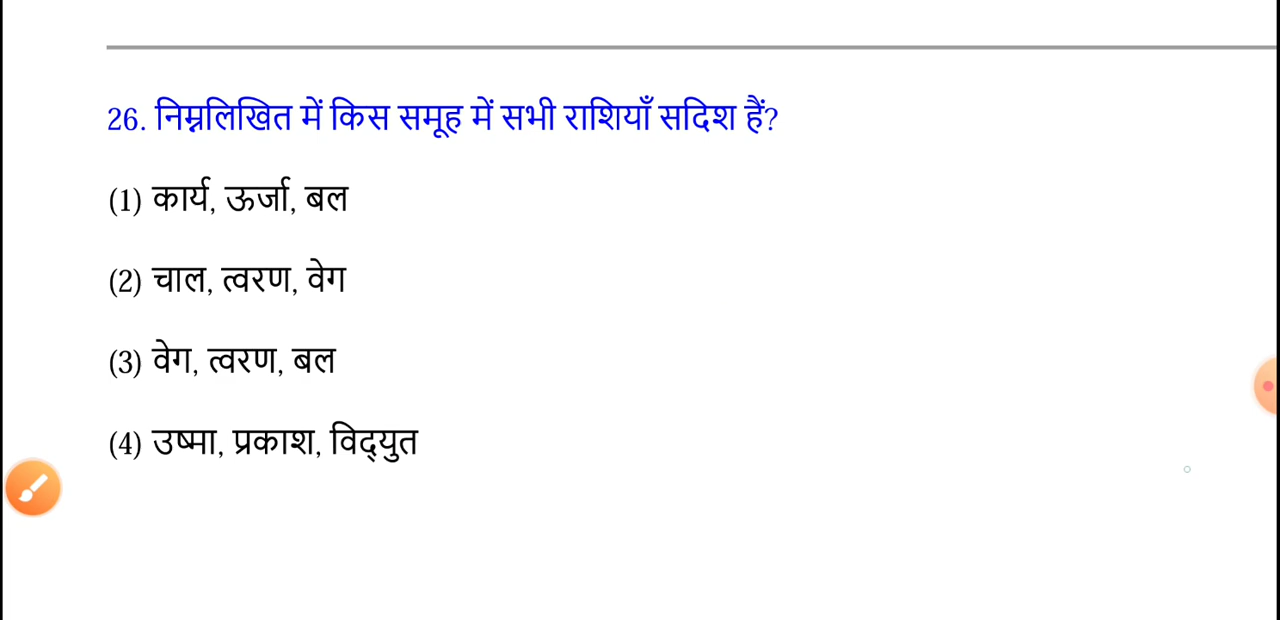 26. निम्नलिखित में किस समूह में सभी राशियाँ सदिश हैं?
(1) कार्य, ऊर्जा, बल
(2) चाल, त्वरण, वेग
(3) वेग, त्वरण, बल
(4) उष्मा, प्रकाश, विद्‌युत